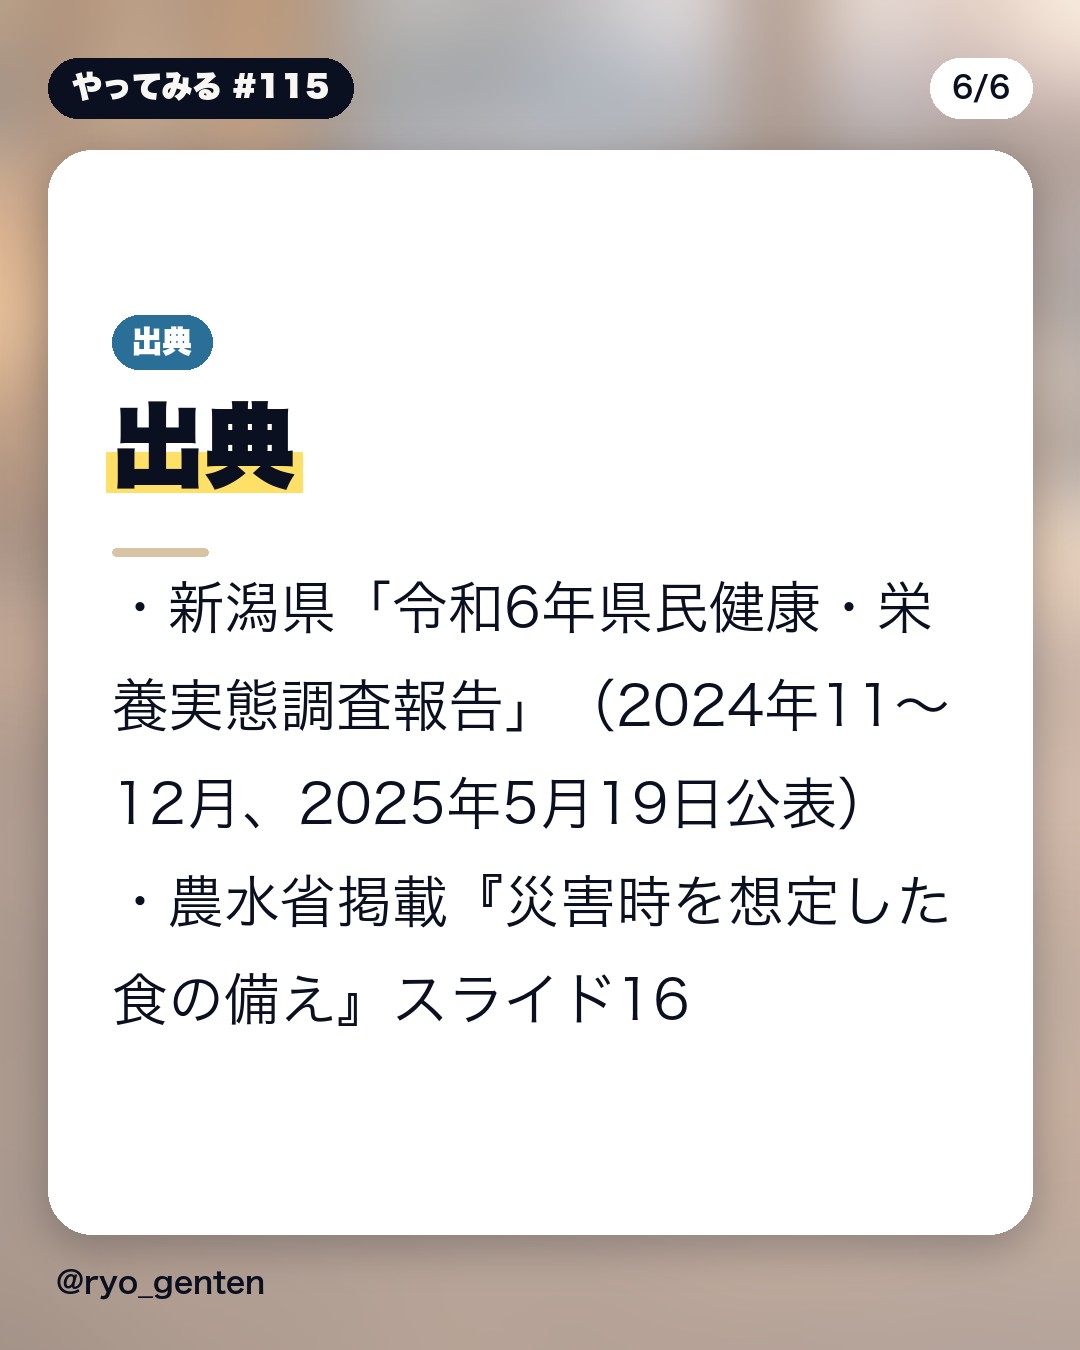 やってみる #115
6/6
出典
出典
・新潟県「令和6年県民健康・栄
養実態調査報告」（2024年11〜
12月、2025年5月19日公表）
・農水省掲載『災害時を想定した
食の備え』スライド16
@ryo_genten